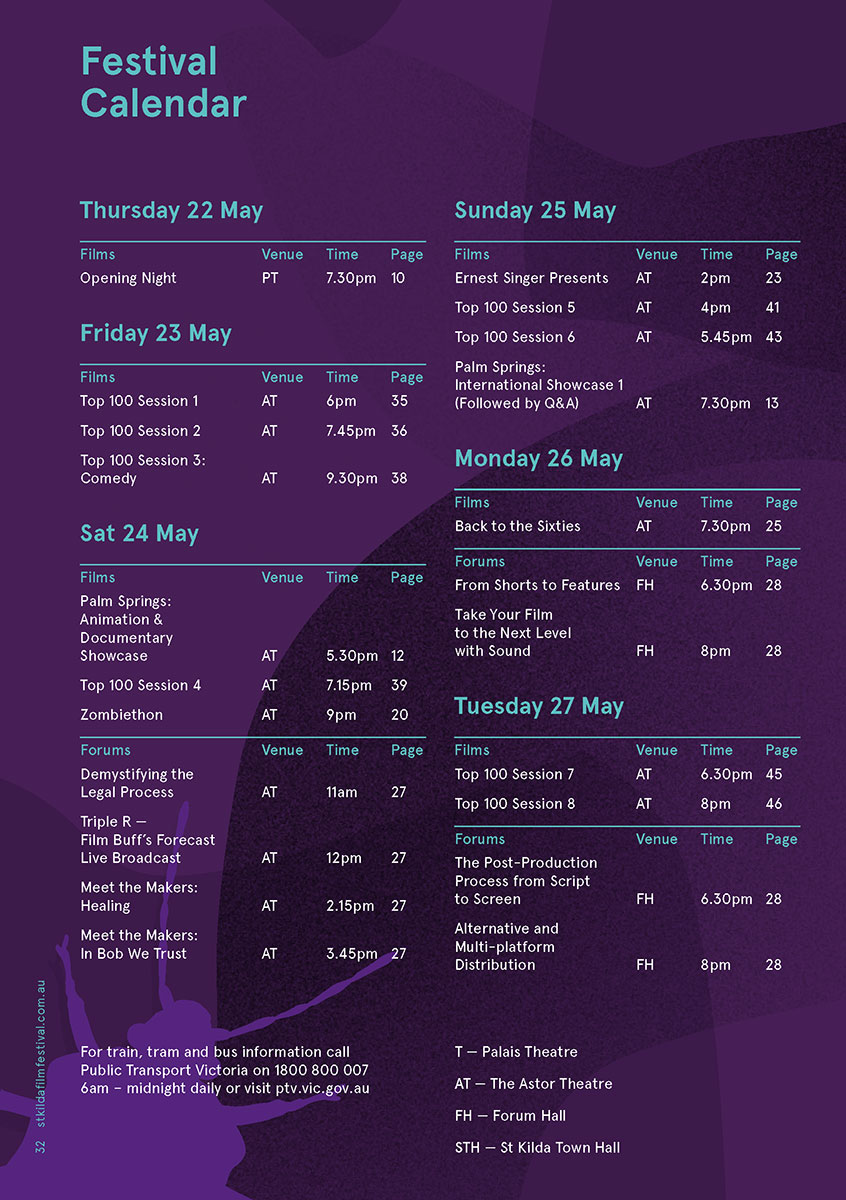 Festival
Calendar
Thursday 22 May
Films Venue Time Page
Opening Night PT 7.30pm 10
Friday 23 May
Films Venue Time Page
Top 100 Session 1 AT 6pm 35
Top 100 Session 2 AT 7.45pm 36
Top 100 Session 3:
Comedy AT 9.30pm 38
Sat 24 May
Films Venue Time Page
Palm Springs:
Animation &
Documentary
Showcase AT 5.30pm 12
Top 100 Session 4 AT 7.15pm 39
Zombiethon AT 9pm 20
Forums Venue Time Page
Demystifying the
Legal Process AT 11am 27
Triple R —
Film Buff's Forecast
Live Broadcast AT 12pm 27
Meet the Makers:
Healing AT 2.15pm 27
Meet the Makers:
In Bob We Trust AT 3.45pm 27
Sunday 25 May
Films Venue Time Page
Ernest Singer Presents AT 2pm 23
Top 100 Session 5 AT 4pm 41
Top 100 Session 6 AT 5.45pm 43
Palm Springs:
International Showcase 1
(Followed by Q&A) AT 7.30pm 13
Monday 26 May
Films Venue Time Page
Back to the Sixties AT 7.30pm 25
Forums Venue Time Page
From Shorts to Features FH 6.30pm 28
Take Your Film
to the Next Level
with Sound FH 8pm 28
Tuesday 27 May
Films Venue Time Page
Top 100 Session 7 AT 6.30pm 45
Top 100 Session 8 AT 8pm 46
Forums Venue Time Page
The Post-Production
Process from Script
to Screen FH 6.30pm 28
Alternative and
Multi-platform
Distribution FH 8pm 28
For train, tram and bus information call
Public Transport Victoria on 1800 800 007
6am – midnight daily or visit ptv.vic.gov.au
T — Palais Theatre
AT — The Astor Theatre
FH — Forum Hall
STH — St Kilda Town Hall
32 stkildafilmfestival.com.au